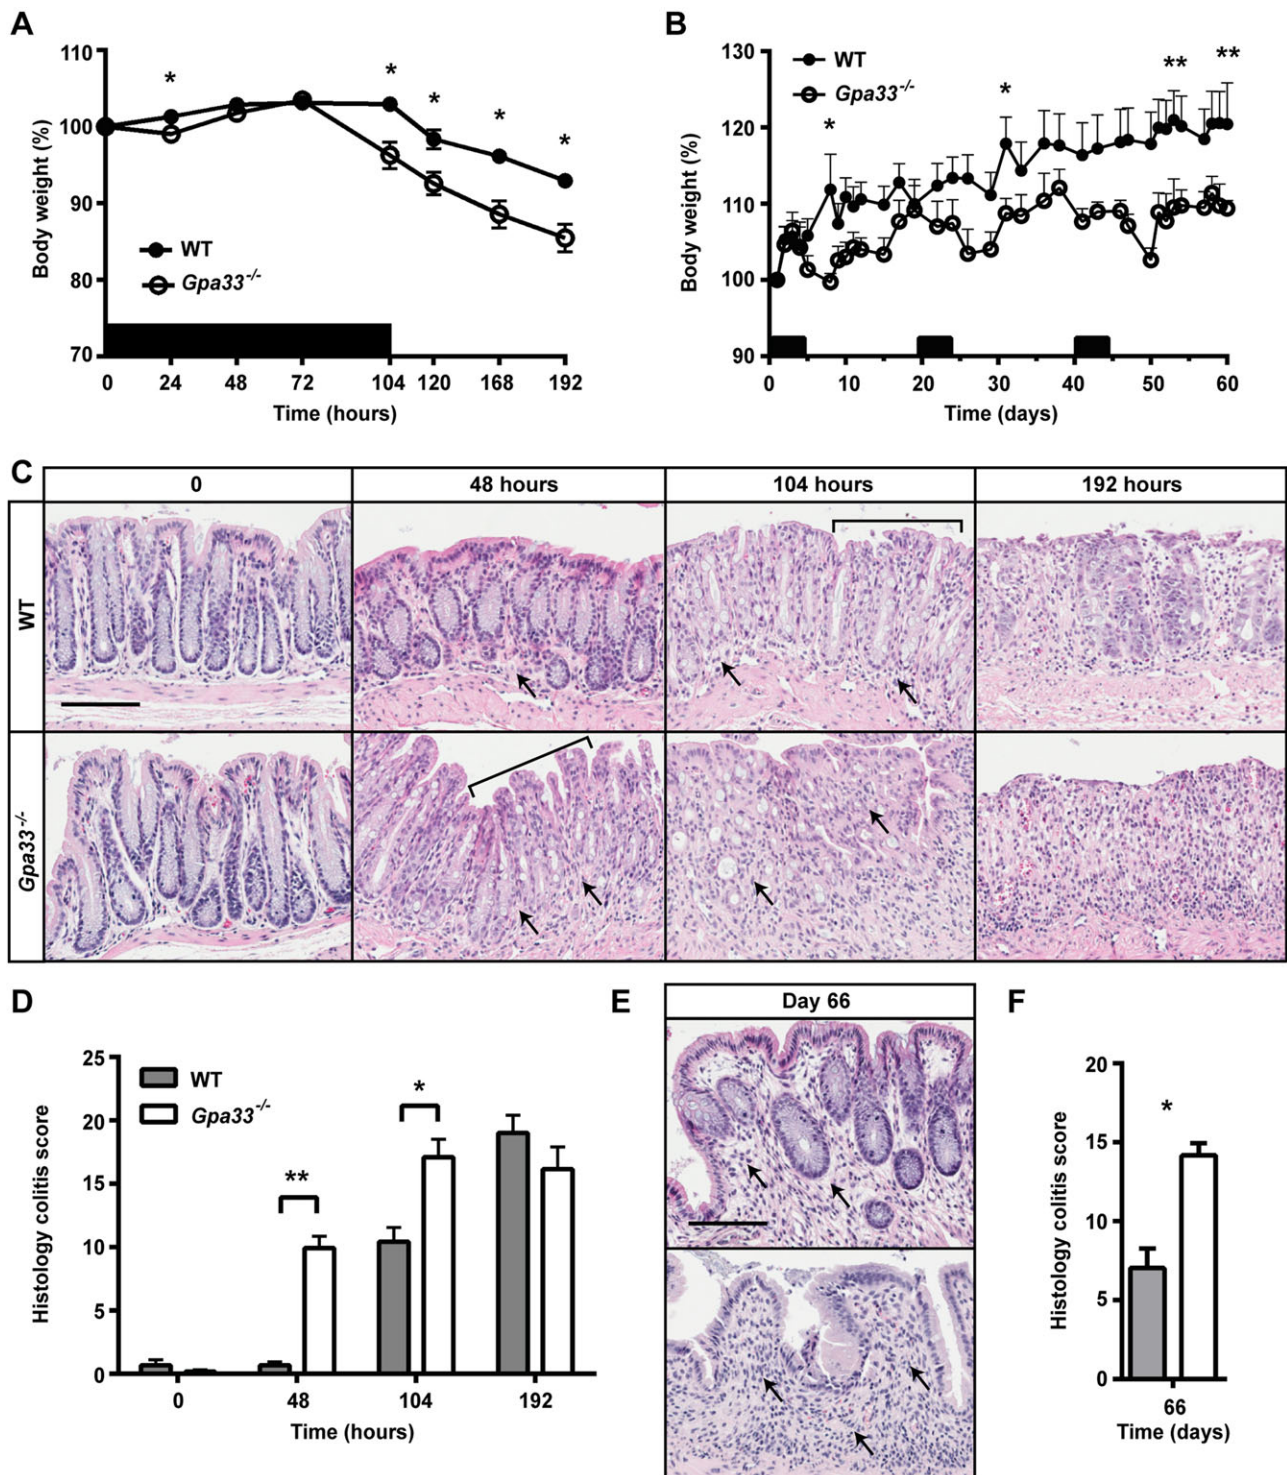 A
110
100
90
80
70
Body weight (%)
*
*
*
*
*
WT
Gpa33-/-
0
24
48
72
104
120
168
192
Time (hours)
B
130
120
110
100
90
Body weight (%)
WT
Gpa33-/-
*
*
**
**
0
10
20
30
40
50
60
Time (days)
C
0
48 hours
104 hours
192 hours
WT
Gpa33-/-
D
25
20
15
10
5
0
Histology colitis score
WT
Gpa33-/-
**
*
0
48
104
192
Time (hours)
E
Day 66
F
20
15
10
5
0
Histology colitis score
*
66
Time (days)